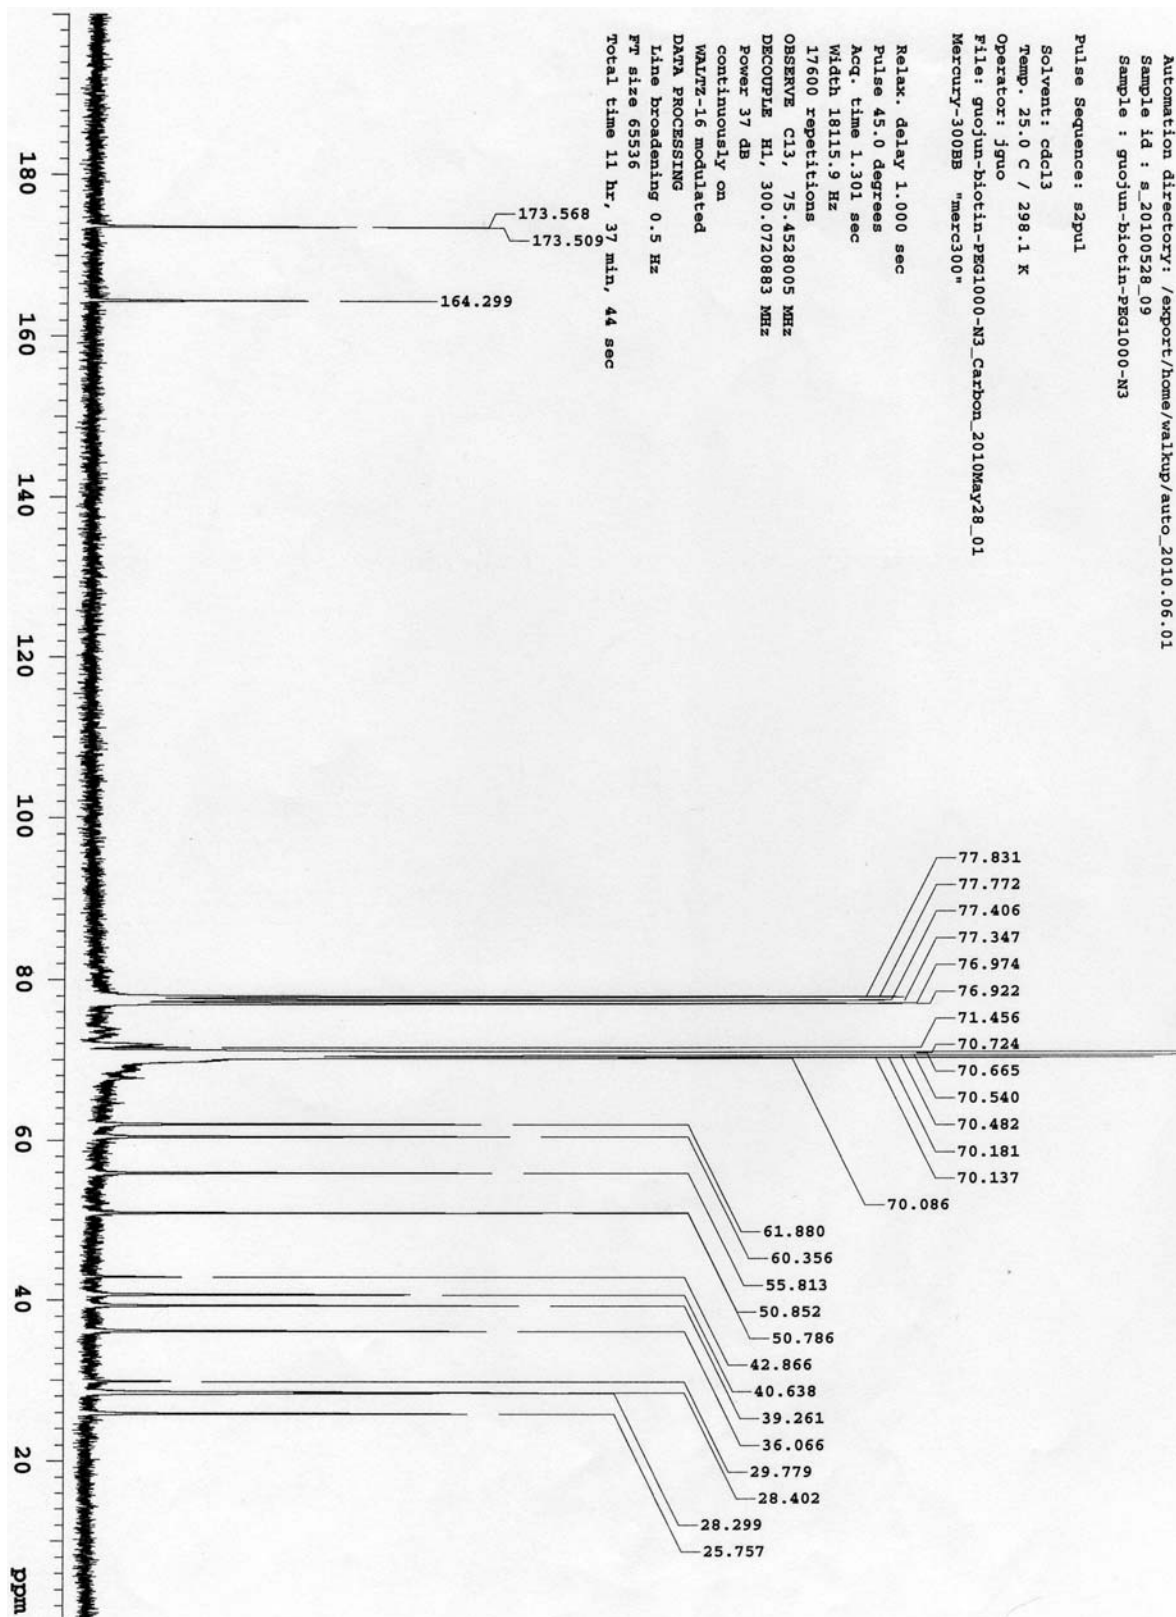 Automation directory: /export/home/walkup/auto_2010.06.01
Sample id : s_20100528_09
Sample : guojun-biotin-PEG1000-N3
Pulse Sequence: s2pul
Solvent: cdcl3
Temp. 25.0 C / 298.1 K
Operator: jguo
File: guojun-biotin-PEG1000-N3_Carbon_2010May28_01
Mercury-300BB "merc300"
Relax. delay 1.000 sec
Pulse 45.0 degrees
Acq. time 1.301 sec
Width 18115.9 Hz
17600 repetitions
OBSERVE C13, 75.4528005 MHz
DECOUPLE H1, 300.0720883 MHz
Power 37 dB
continuously on
WALTZ-16 modulated
DATA PROCESSING
Line broadening 0.5 Hz
FT size 65536
Total time 11 hr, 37 min, 44 sec
173.568
173.509
164.299
77.831
77.772
77.406
77.347
76.974
76.922
71.456
70.724
70.665
70.540
70.482
70.181
70.137
70.086
61.880
60.356
55.813
50.852
50.786
42.866
40.638
39.261
36.066
29.779
28.402
28.299
25.757
180
160
140
120
100
80
60
40
20
ppm